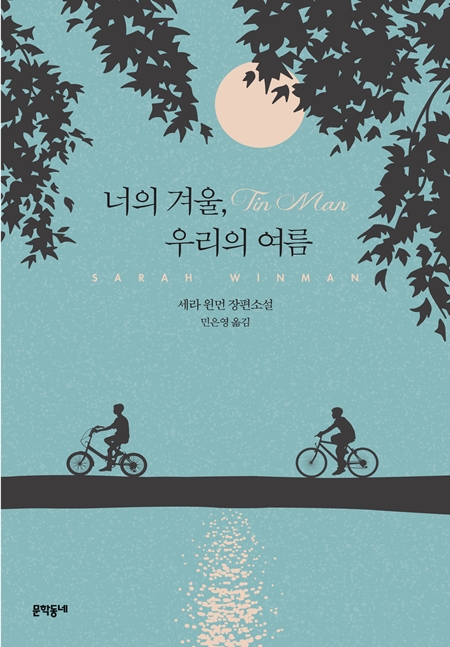 너의 겨울, Tin Man
우리의 여름
SARAH WINMAN
세라 윈먼 장편소설
민은영 옮김
문학동네